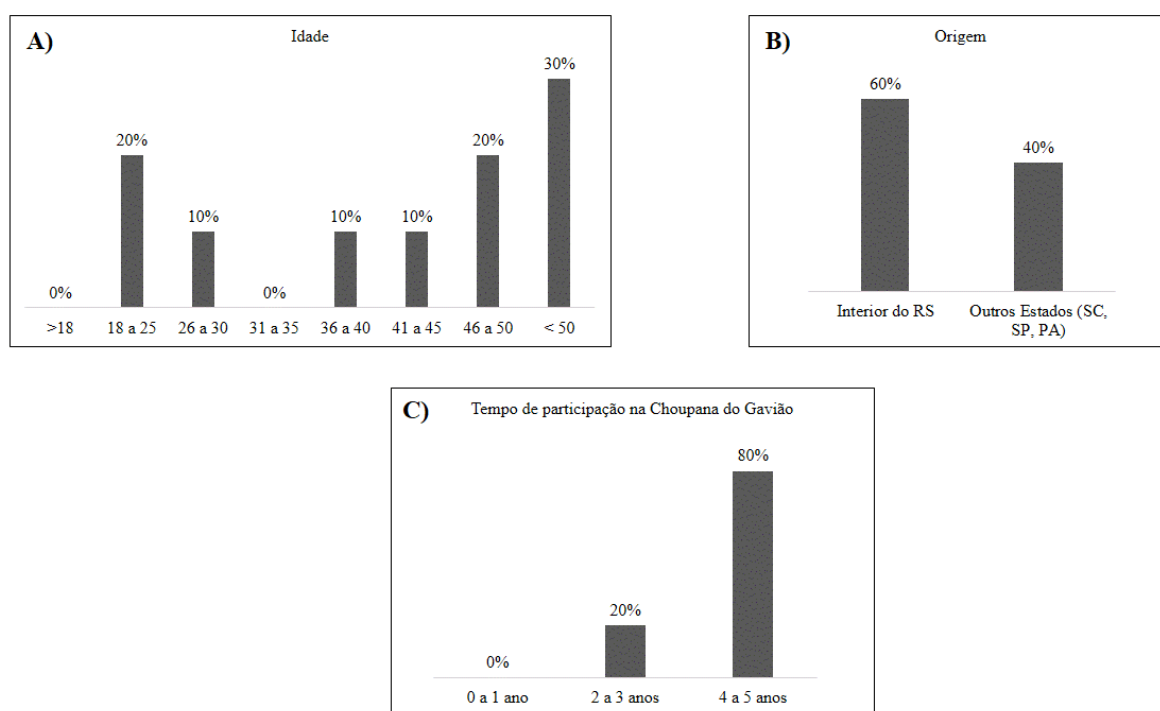 A)
Idade
30%
20%
20%
10%
10%
10%
0%
0%
>18
18 a 25
26 a 30
31 a 35
36 a 40
41 a 45
46 a 50
< 50
B)
Origem
60%
40%
Interior do RS
Outros Estados (SC,
SP, PA)
C)
Tempo de participação na Choupana do Gavião
80%
20%
0%
0 a 1 ano
2 a 3 anos
4 a 5 anos